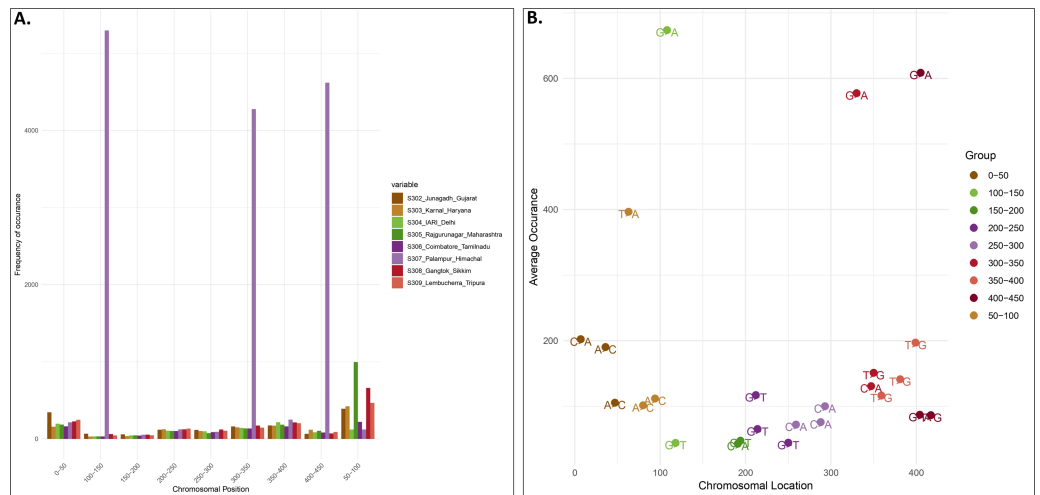 A.
Frequency of occurance
4000
2000
0
0−50
100−150
150−200
200−250
250−300
300−350
350−400
400−450
50−100
Chromosomal Position
variable
S302_Junagadh_Gujarat
S303_Karnal_Haryana
S304_IARI_Delhi
S305_Rajgurunagar_Maharashtra
S306_Coimbatore_Tamilnadu
S307_Palampur_Himachal
S308_Gangtok_Sikkim
S309_Lembucherra_Tripura
B.
Average Occurance
600
400
200
G A
G A
G A
T A
C A
A C
T G
T G
C A
T G
A C
A C
A C
G T
C A
G T
C A
C A
G T
G T
0
100
200
300
400
Chromosomal Location
Group
0−50
100−150
150−200
200−250
250−300
300−350
350−400
400−450
50−100